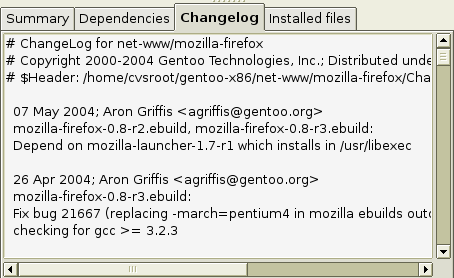 Summary Dependencies Changelog Installed files
# ChangeLog for net-www/mozilla-firefox
# Copyright 2000-2004 Gentoo Technologies, Inc.; Distributed unde
# $Header: /home/cvsroot/gentoo-x86/net-www/mozilla-firefox/Cha
07 May 2004; Aron Griffis <agriffis@gentoo.org>
mozilla-firefox-0.8-r2.ebuild, mozilla-firefox-0.8-r3.ebuild:
Depend on mozilla-launcher-1.7-r1 which installs in /usr/libexec
26 Apr 2004; Aron Griffis <agriffis@gentoo.org>
mozilla-firefox-0.8-r3.ebuild:
Fix bug 21667 (replacing -march=pentium4 in mozilla ebuilds outo
checking for gcc >= 3.2.3